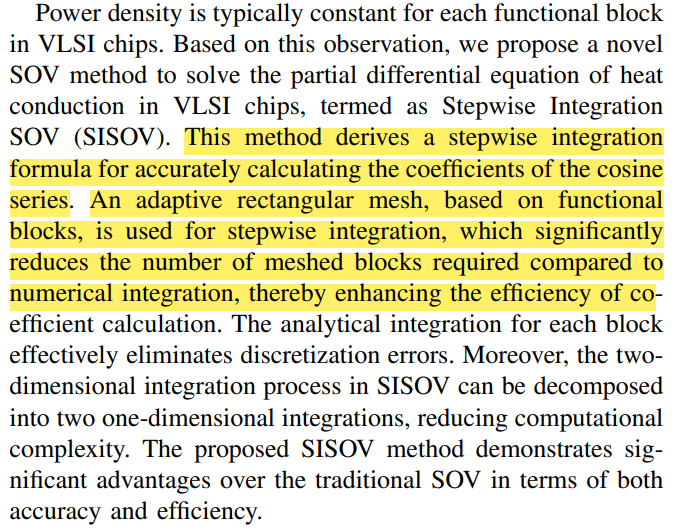 Power density is typically constant for each functional block
in VLSI chips. Based on this observation, we propose a novel
SOV method to solve the partial differential equation of heat
conduction in VLSI chips, termed as Stepwise Integration
SOV (SISOV). This method derives a stepwise integration
formula for accurately calculating the coefficients of the cosine
series. An adaptive rectangular mesh, based on functional
blocks, is used for stepwise integration, which significantly
reduces the number of meshed blocks required compared to
numerical integration, thereby enhancing the efficiency of co-
efficient calculation. The analytical integration for each block
effectively eliminates discretization errors. Moreover, the two-
dimensional integration process in SISOV can be decomposed
into two one-dimensional integrations, reducing computational
complexity. The proposed SISOV method demonstrates sig-
nificant advantages over the traditional SOV in terms of both
accuracy and efficiency.